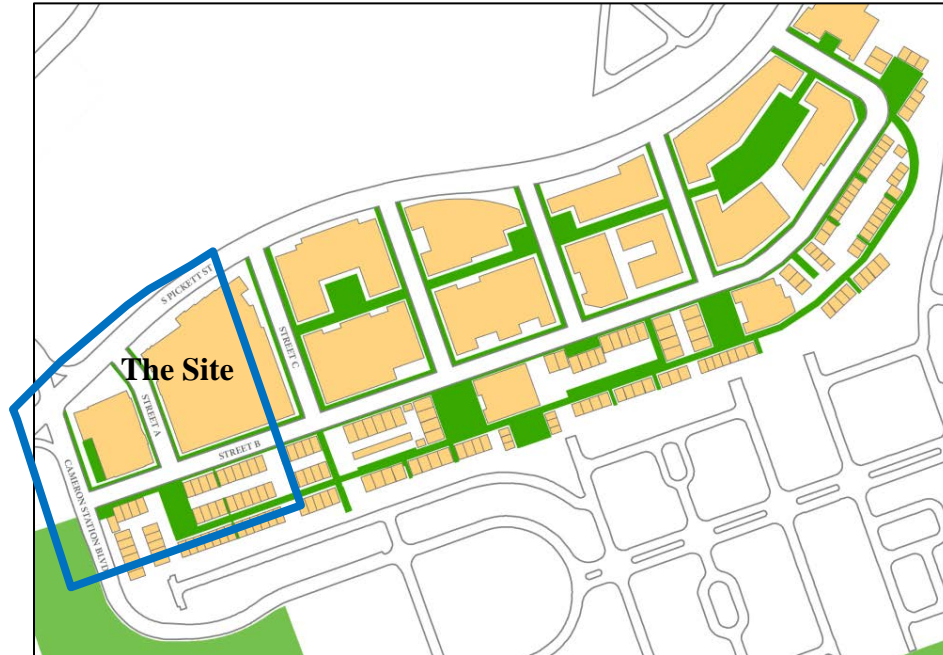 S PICKETT ST
The Site
STREET A
STREET C
STREET B
CAMERON STATION BLVD